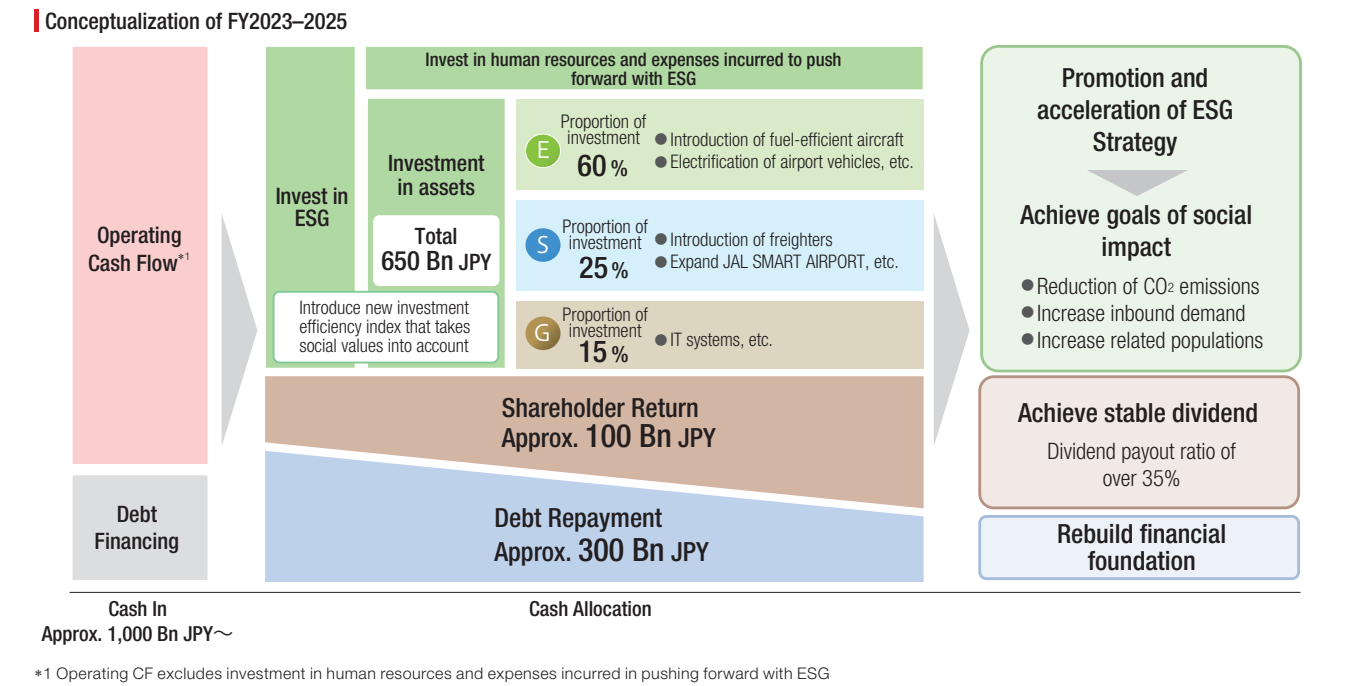 Conceptualization of FY2023–2025
Operating
Cash Flow*1
Debt
Financing
Invest in
ESG
Invest in human resources and expenses incurred to push
forward with ESG
Investment
in assets
Total
650 Bn JPY
Introduce new investment
efficiency index that takes
social values into account
E
Proportion of
investment
60 %
● Introduction of fuel-efficient aircraft
● Electrification of airport vehicles, etc.
S
Proportion of
investment
25 %
● Introduction of freighters
● Expand JAL SMART AIRPORT, etc.
G
Proportion of
investment
15 %
● IT systems, etc.
Shareholder Return
Approx. 100 Bn JPY
Debt Repayment
Approx. 300 Bn JPY
Promotion and
acceleration of ESG
Strategy
Achieve goals of social
impact
● Reduction of CO2 emissions
● Increase inbound demand
● Increase related populations
Achieve stable dividend
Dividend payout ratio of
over 35%
Rebuild financial
foundation
Cash In
Approx. 1,000 Bn JPY～
Cash Allocation
*1 Operating CF excludes investment in human resources and expenses incurred in pushing forward with ESG